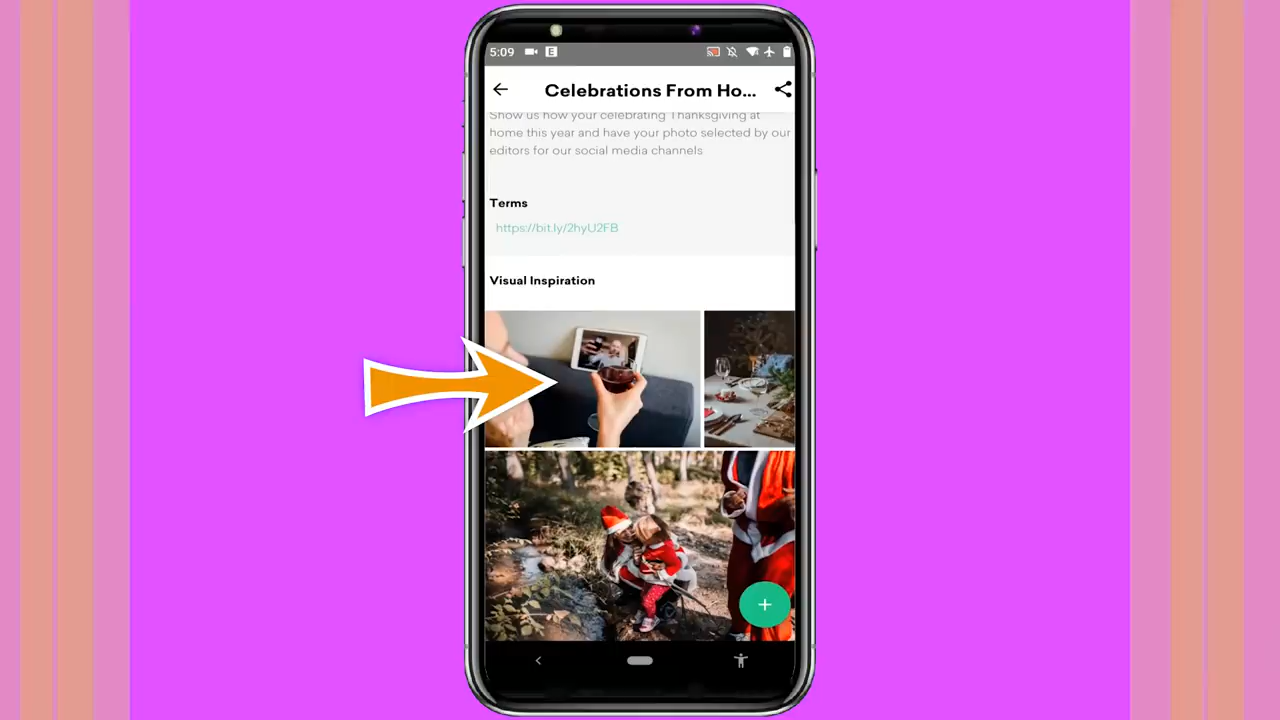 5:09 E
Celebrations From Ho...
Show us how your celebrating Thanksgiving at
home this year and have your photo selected by our
editors for our social media channels
Terms
https://bit.ly/2hyU2FB
Visual Inspiration